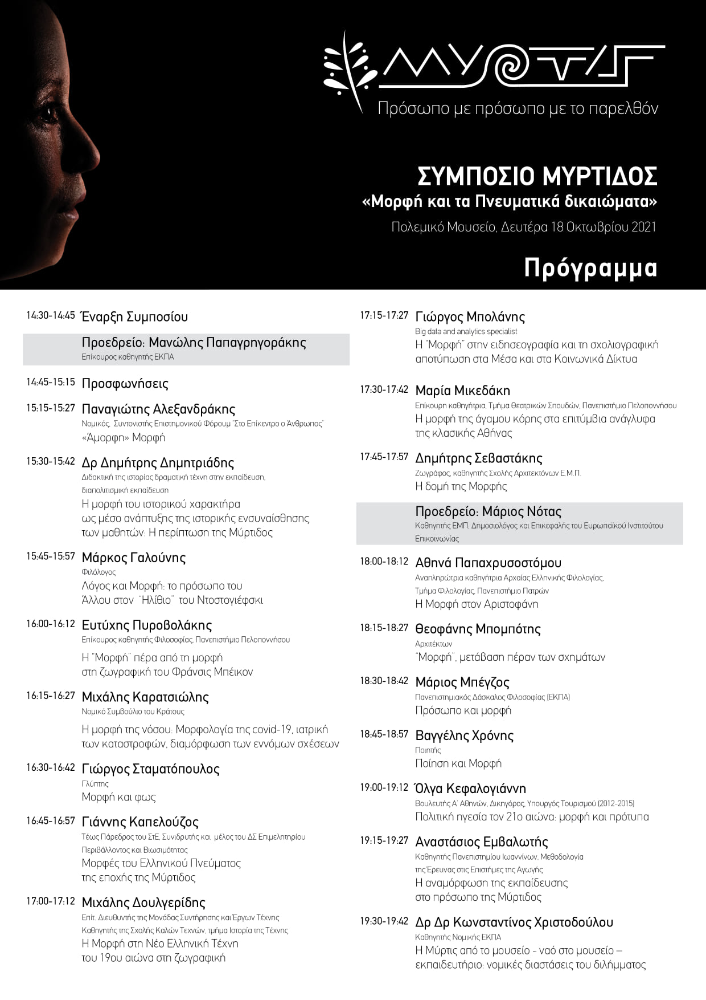 ΜΥΡΤΙΣ
Πρόσωπο με πρόσωπο με το παρελθόν
ΣΥΜΠΟΣΙΟ ΜΥΡΤΙΔΟΣ
«Μορφή και τα Πνευματικά δικαιώματα»
Πολεμικό Μουσείο, Δευτέρα 18 Οκτωβρίου 2021
Πρόγραμμα
14:30-14:45 Έναρξη Συμποσίου
Προεδρείο: Μανώλης Παπαγρηγοράκης
Επίκουρος καθηγητής ΕΚΠΑ
14:45-15:15 Προσφωνήσεις
15:15-15:27 Παναγιώτης Αλεξανδράκης
Νομικός, Συντονιστής Επιστημονικού Φόρουμ "Στο Επίκεντρο ο Άνθρωπος"
«Άμορφη» Μορφή
15:30-15:42 Δρ Δημήτρης Δημητριάδης
Διδακτική της ιστορίας δραματική τέχνη στην εκπαίδευση,
διαπολιτισμική εκπαίδευση
Η μορφή του ιστορικού χαρακτήρα
ως μέσο ανάπτυξης της ιστορικής ενσυναίσθησης
των μαθητών: Η περίπτωση της Μύρτιδος
15:45-15:57 Μάρκος Γαλούνης
Φιλόλογος
Λόγος και Μορφή: το πρόσωπο του
Άλλου στον "Ηλίθιο" του Ντοστογιέφσκι
16:00-16:12 Ευτύχης Πυροβολάκης
Επίκουρος καθηγητής Φιλοσοφίας, Πανεπιστήμιο Πελοποννήσου
Η "Μορφή" πέρα από τη μορφή
στη ζωγραφική του Φράνσις Μπέικον
16:15-16:27 Μιχάλης Καρατσιώλης
Νομικό Συμβούλιο του Κράτους
Η μορφή της νόσου: Μορφολογία της covid-19, ιατρική
των καταστροφών, διαμόρφωση των εννόμων σχέσεων
16:30-16:42 Γιώργος Σταματόπουλος
Γλύπτης
Μορφή και φως
16:45-16:57 Γιάννης Καπελούζος
Τέως Πάρεδρος του ΣτΕ, Συνιδρυτής και μέλος του ΔΣ Επιμελητηρίου
Περιβάλλοντος και Βιωσιμότητας
Μορφές του Ελληνικού Πνεύματος
της εποχής της Μύρτιδος
17:00-17:12 Μιχάλης Δουλγερίδης
Επίτ. Διευθυντής της Μονάδας Συντήρησης και Έργων Τέχνης
Καθηγητής της Σχολής Καλών Τεχνών, τμήμα Ιστορία της Τέχνης
Η Μορφή στη Νέο Ελληνική Τέχνη
του 19ου αιώνα στη ζωγραφική
17:15-17:27 Γιώργος Μπολάνης
Big data and analytics specialist
Η "Μορφή" στην ειδησεογραφία και τη σχολιογραφική
αποτύπωση στα Μέσα και στα Κοινωνικά Δίκτυα
17:30-17:42 Μαρία Μικεδάκη
Επίκουρη καθηγήτρια, Τμήμα Θεατρικών Σπουδών, Πανεπιστήμιο Πελοποννήσου
Η μορφή της άγαμου κόρης στα επιτύμβια ανάγλυφα
της κλασικής Αθήνας
17:45-17:57 Δημήτρης Σεβαστάκης
Ζωγράφος, καθηγητής Σχολής Αρχιτεκτόνων Ε.Μ.Π.
Η δομή της Μορφής
Προεδρείο: Μάριος Νότας
Καθηγητής ΕΜΠ, Δημοσιολόγος και Επικεφαλής του Ευρωπαϊκού Ινστιτούτου
Επικοινωνίας
18:00-18:12 Αθηνά Παπαχρυσοστόμου
Αναπληρώτρια καθηγήτρια Αρχαίας Ελληνικής Φιλολογίας,
Τμήμα Φιλολογίας, Πανεπιστήμιο Πατρών
Η Μορφή στον Αριστοφάνη
18:15-18:27 Θεοφάνης Μπομπότης
Αρχιτέκτων
"Μορφή", μετάβαση πέραν των σχημάτων
18:30-18:42 Μάριος Μπέγζος
Πανεπιστημιακός Δάσκαλος Φιλοσοφίας (ΕΚΠΑ)
Πρόσωπο και μορφή
18:45-18:57 Βαγγέλης Χρόνης
Ποιητής
Ποίηση και Μορφή
19:00-19:12 Όλγα Κεφαλογιάννη
Βουλευτής Α' Αθηνών, Δικηγόρος, Υπουργός Τουρισμού (2012-2015)
Πολιτική ηγεσία τον 21ο αιώνα: μορφή και πρότυπα
19:15-19:27 Αναστάσιος Εμβαλωτής
Καθηγητής Πανεπιστημίου Ιωαννίνων, Μεθοδολογία
της Έρευνας στις Επιστήμες της Αγωγής
Η αναμόρφωση της εκπαίδευσης
στο πρόσωπο της Μύρτιδος
19:30-19:42 Δρ Δρ Κωνσταντίνος Χριστοδούλου
Καθηγητής Νομικής ΕΚΠΑ
Η Μύρτις από το μουσείο - ναό στο μουσείο –
εκπαιδευτήριο: νομικές διαστάσεις του διλήμματος